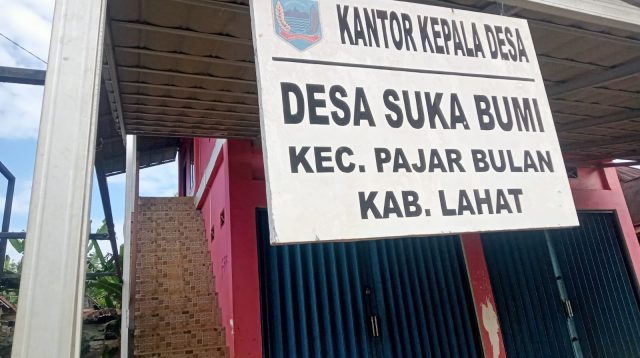 KANTOR KEPALA DESA
DESA SUKA BUMI
KEC. PAJAR BULAN
KAB. LAHAT